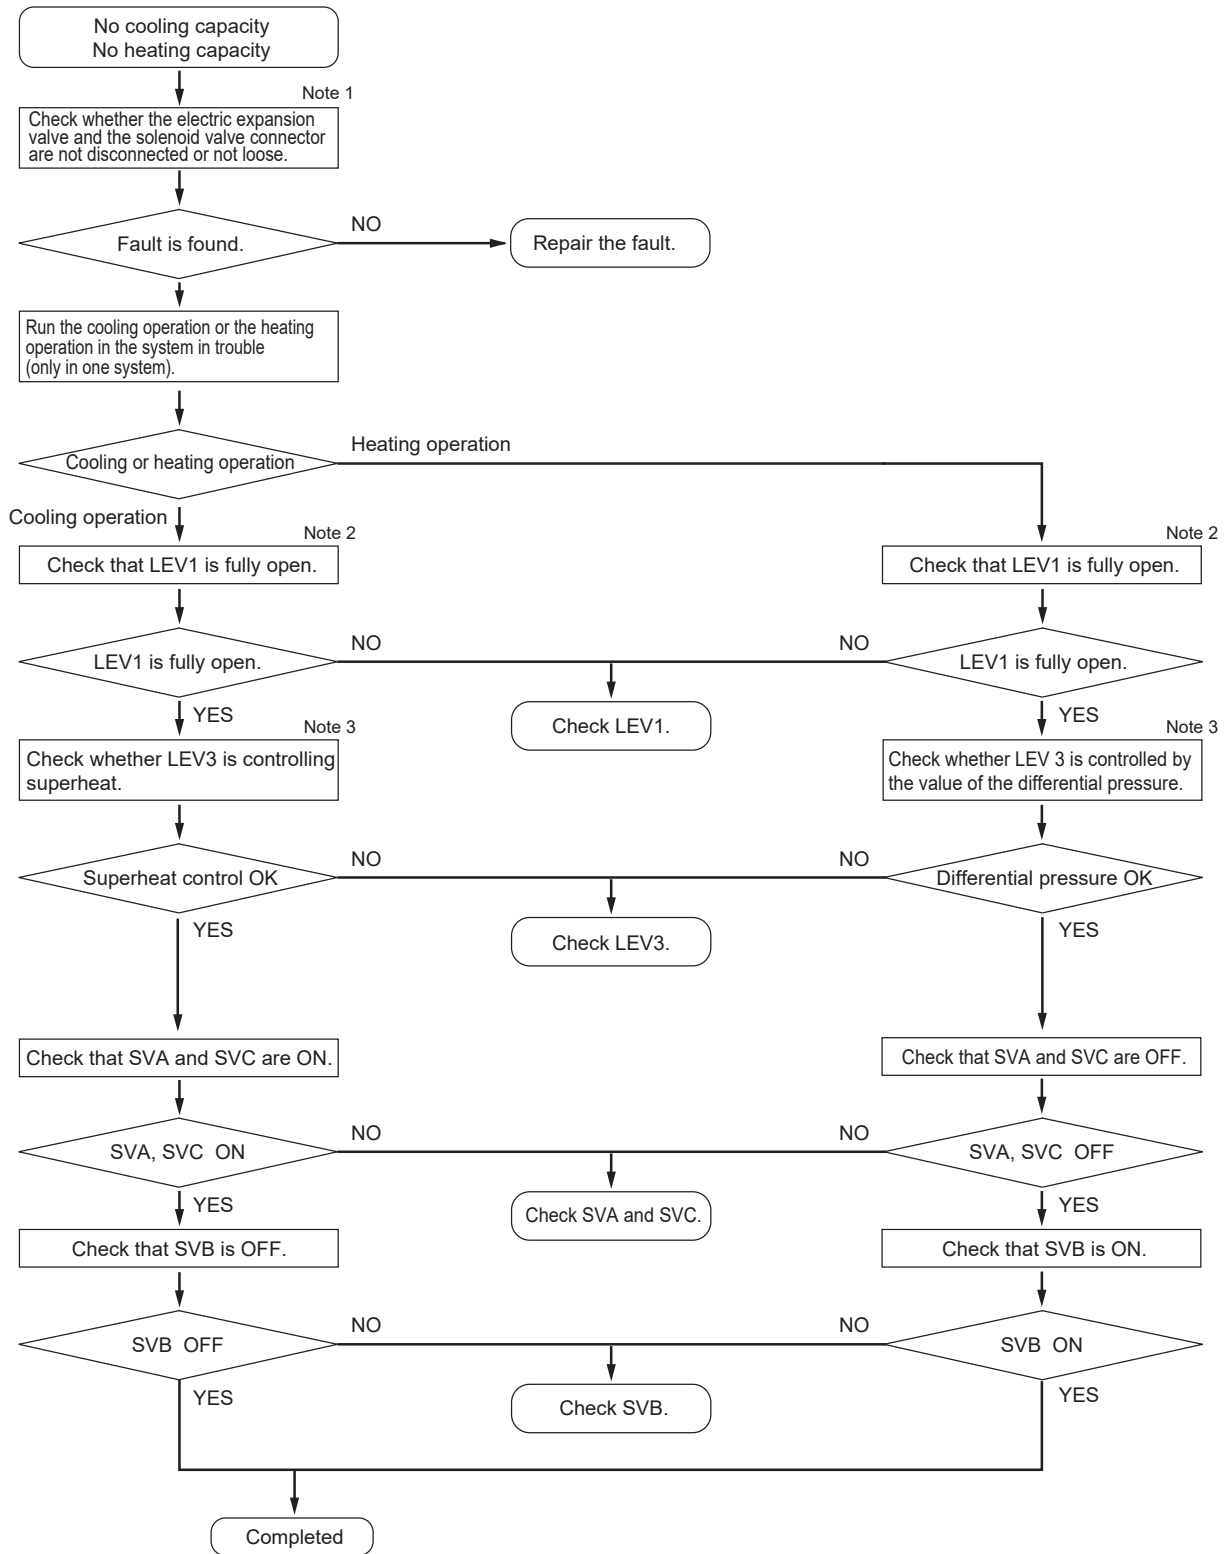 No cooling capacity
No heating capacity
Note 1
Check whether the electric expansion
valve and the solenoid valve connector
are not disconnected or not loose.
Fault is found.
NO
Repair the fault.
Run the cooling operation or the heating
operation in the system in trouble
(only in one system).
Cooling or heating operation
Heating operation
Cooling operation
Note 2
Note 2
Check that LEV1 is fully open.
Check that LEV1 is fully open.
LEV1 is fully open.
NO
NO
LEV1 is fully open.
YES
Check LEV1.
YES
Note 3
Note 3
Check whether LEV3 is controlling
superheat.
Check whether LEV 3 is controlled by
the value of the differential pressure.
Superheat control OK
NO
NO
Differential pressure OK
YES
Check LEV3.
YES
Check that SVA and SVC are ON.
Check that SVA and SVC are OFF.
SVA, SVC ON
NO
NO
SVA, SVC OFF
YES
Check SVA and SVC.
YES
Check that SVB is OFF.
Check that SVB is ON.
SVB OFF
NO
NO
SVB ON
YES
Check SVB.
YES
Completed